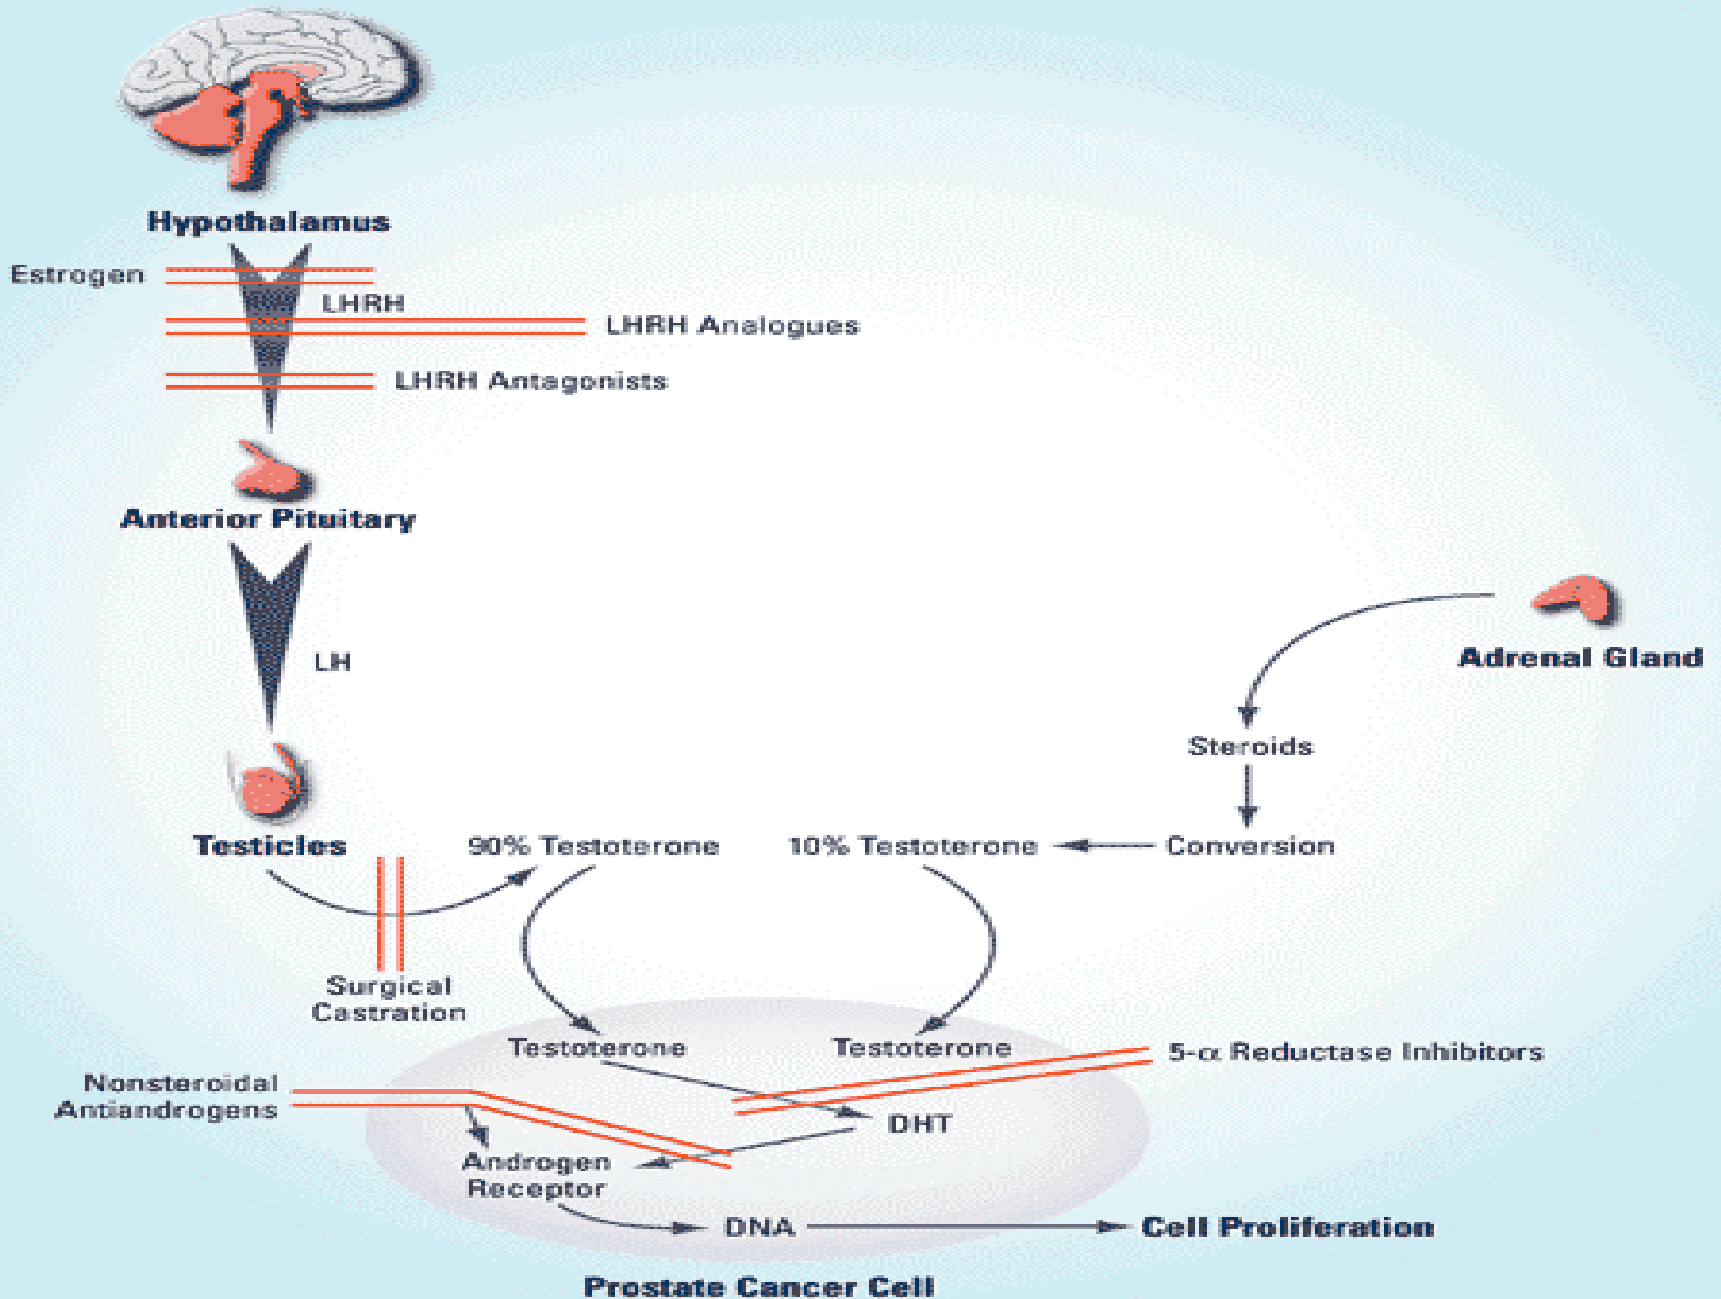 Hypothalamus
Estrogen
LHRH
LHRH Analogues
LHRH Antagonists
Anterior Pituitary
LH
Adrenal Gland
Steroids
Testicles
90% Testoterone
10% Testoterone
Conversion
Surgical
Castration
Testoterone
Testoterone
5-α Reductase Inhibitors
Nonsteroidal
Antiandrogens
DHT
Androgen
Receptor
DNA
Cell Proliferation
Prostate Cancer Cell